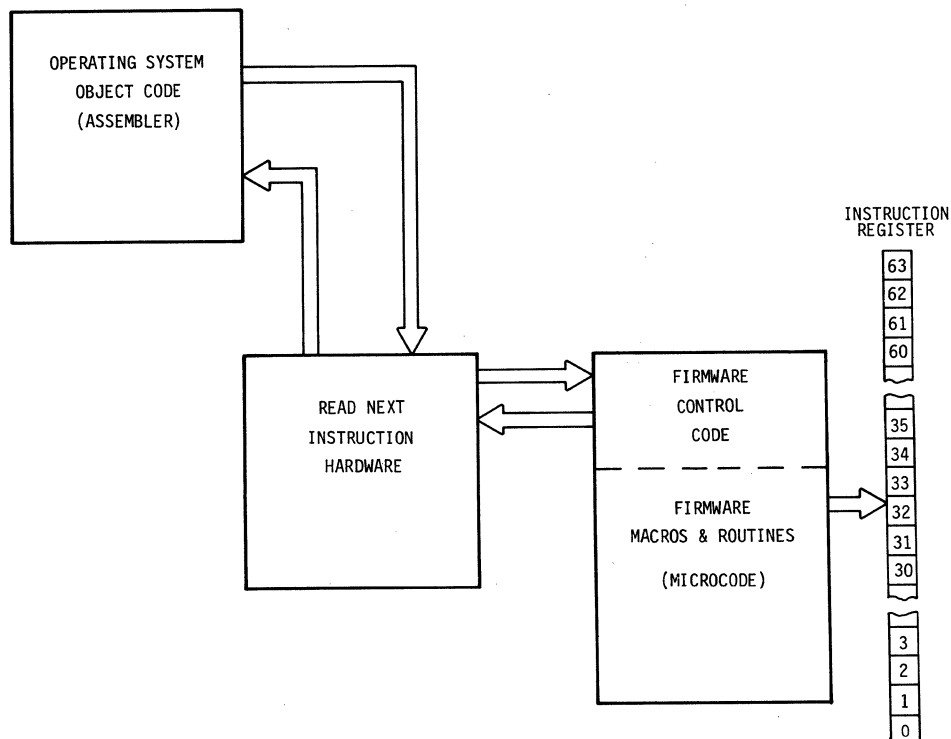 OPERATING SYSTEM
OBJECT CODE
(ASSEMBLER)
INSTRUCTION
REGISTER
63
62
61
60
READ NEXT
INSTRUCTION
HARDWARE
FIRMWARE
CONTROL
CODE
35
34
33
32
31
30
FIRMWARE
MACROS & ROUTINES
(MICROCODE)
3
2
1
0